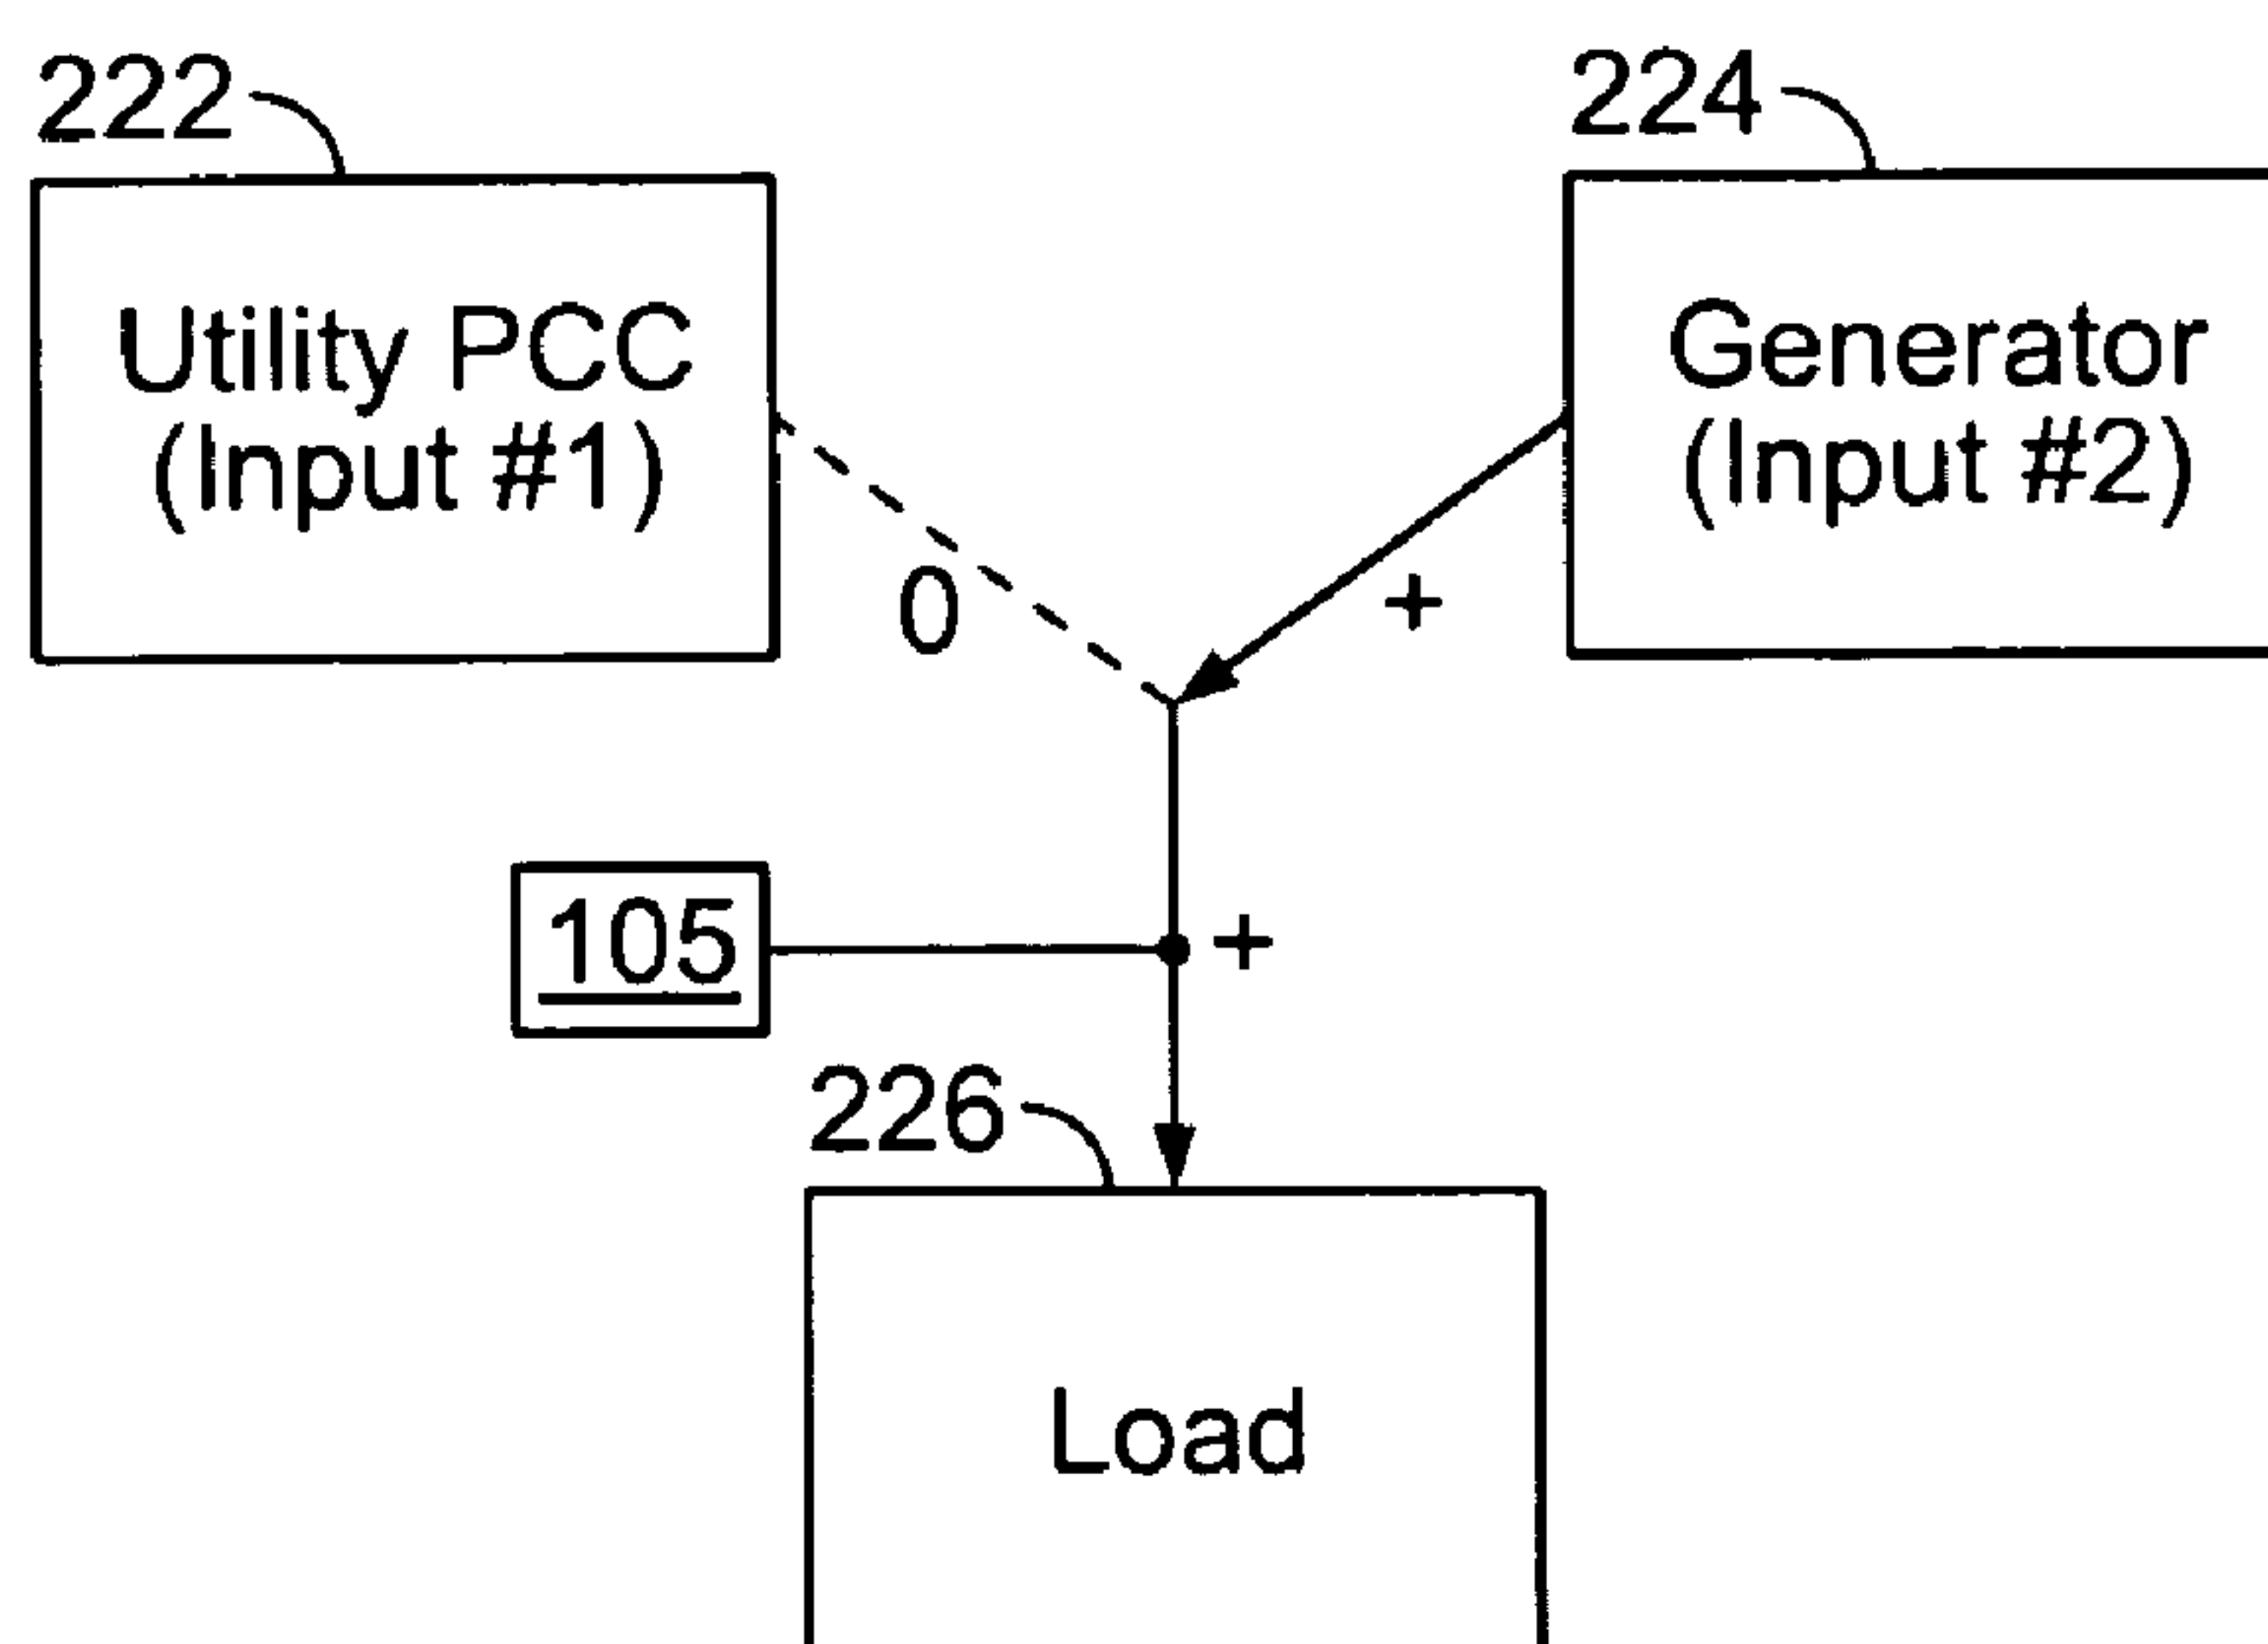 222
224
Utility PCC
(Input #1)
Generator
(Input #2)
0
+
105
+
226
Load